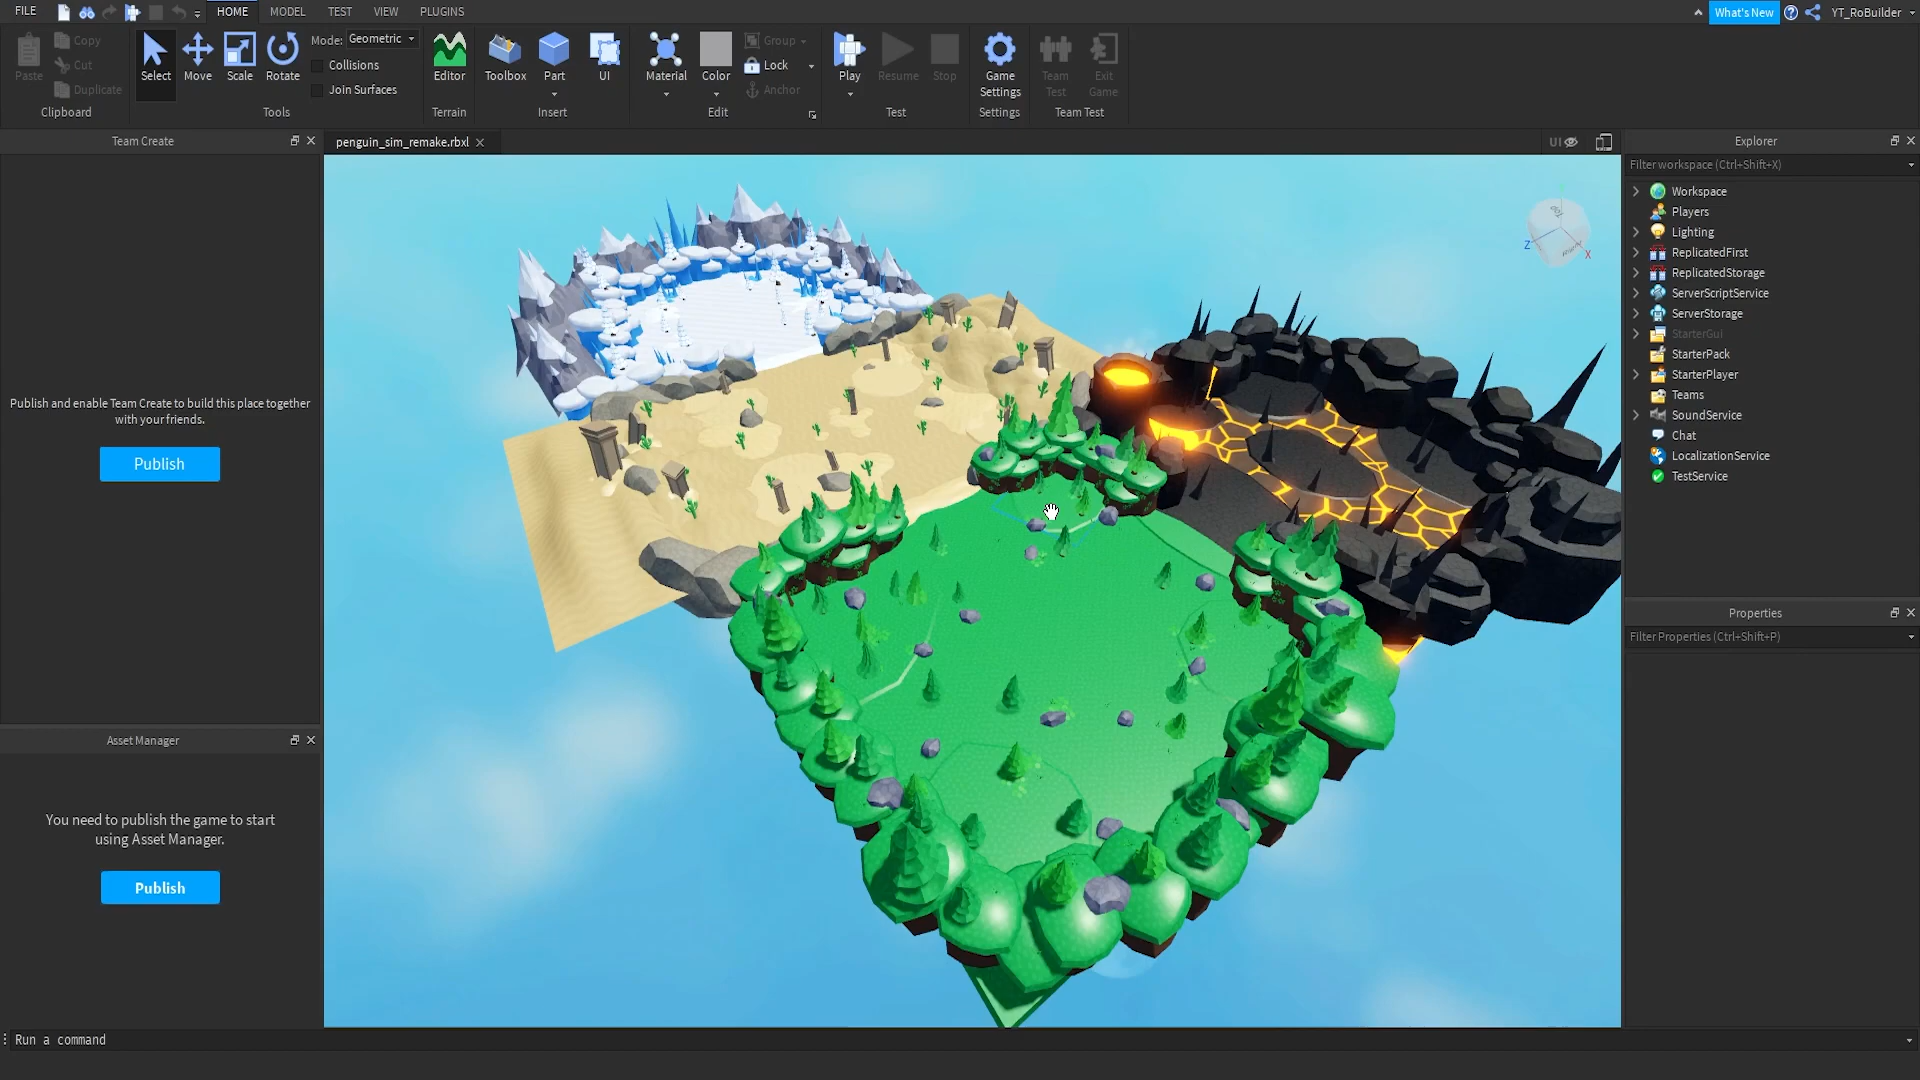 FILE
HOME
MODEL
TEST
VIEW
PLUGINS
What's New
YT_RoBuilder
Paste
Copy
Cut
Duplicate
Clipboard
Select
Move
Scale
Rotate
Mode: Geometric
Collisions
Join Surfaces
Tools
Editor
Terrain
Toolbox
Part
UI
Insert
Material
Color
Group
Lock
Anchor
Edit
Play
Resume
Stop
Test
Game
Settings
Settings
Team
Test
Exit
Game
Team Test
Team Create
Publish and enable Team Create to build this place together
with your friends.
Publish
Asset Manager
You need to publish the game to start
using Asset Manager.
Publish
penguin_sim_remake.rbxl
UI
Z
X
Explorer
Filter workspace (Ctrl+Shift+X)
Workspace
Players
Lighting
ReplicatedFirst
ReplicatedStorage
ServerScriptService
ServerStorage
StarterGui
StarterPack
StarterPlayer
Teams
SoundService
Chat
LocalizationService
TestService
Properties
Filter Properties (Ctrl+Shift+P)
Run a command